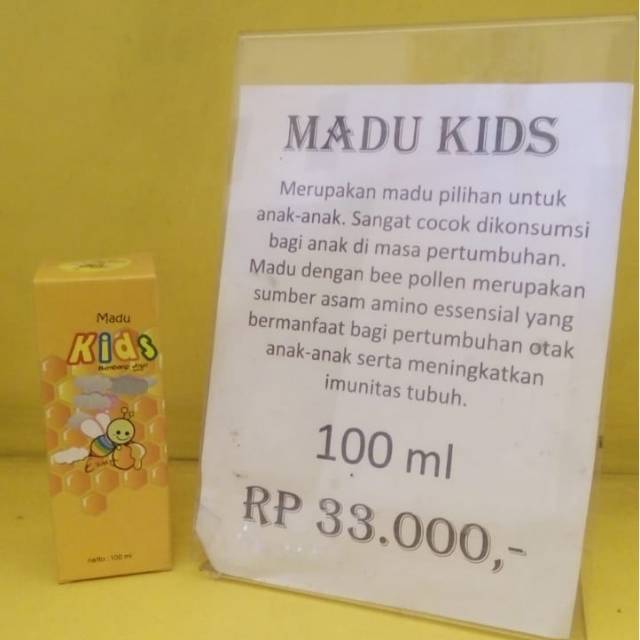 Madu
Kids
netto : 100 ml
MADU KIDS
Merupakan madu pilihan untuk
anak-anak. Sangat cocok dikonsumsi
bagi anak di masa pertumbuhan.
Madu dengan bee pollen merupakan
sumber asam amino essensial yang
bermanfaat bagi pertumbuhan otak
anak-anak serta meningkatkan
imunitas tubuh.
100 ml
RP 33.000,-